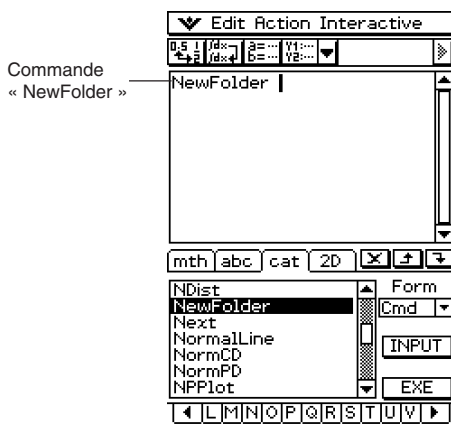 Edit Action Interactive
Commande
« NewFolder »
NewFolder
mth abc cat 2D
NDist
NewFolder
Next
NormalLine
NormCD
NormPD
NPPlot
Form
Cmd
INPUT
EXE
L M N O P Q R S T U V